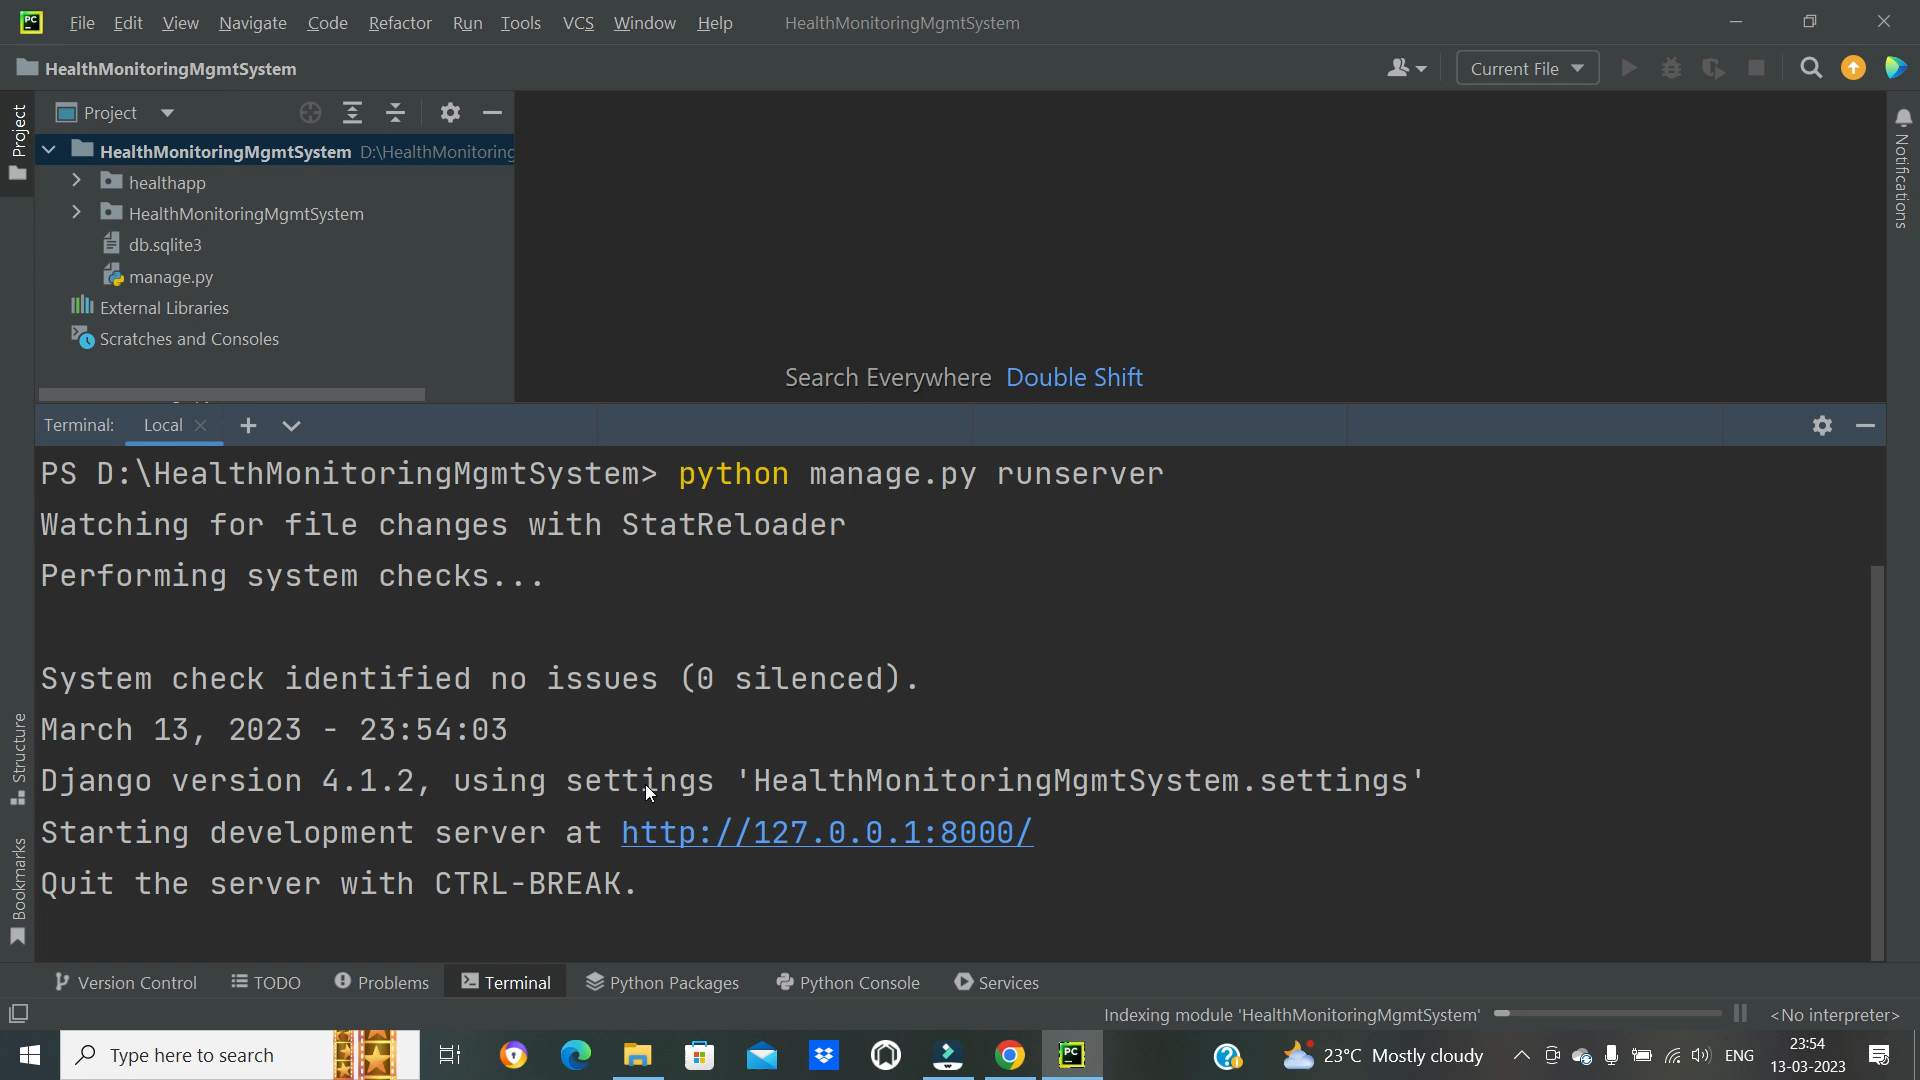 PC File Edit View Navigate Code Refactor Run Tools VCS Window Help HealthMonitoringMgmtSystem
HealthMonitoringMgmtSystem Current File
Project
Project
HealthMonitoringMgmtSystem D:\HealthMonitoring
healthapp
HealthMonitoringMgmtSystem
db.sqlite3
manage.py
External Libraries
Scratches and Consoles
Search Everywhere Double Shift
Notifications
Terminal: Local
PS D:\HealthMonitoringMgmtSystem> python manage.py runserver
Watching for file changes with StatReloader
Performing system checks...
System check identified no issues (0 silenced).
March 13, 2023 - 23:54:03
Django version 4.1.2, using settings 'HealthMonitoringMgmtSystem.settings'
Starting development server at http://127.0.0.1:8000/
Quit the server with CTRL-BREAK.
Structure
Bookmarks
Version Control TODO Problems Terminal Python Packages Python Console Services
Indexing module 'HealthMonitoringMgmtSystem' <No interpreter>
Type here to search PC 23°C Mostly cloudy ENG 23:54
13-03-2023